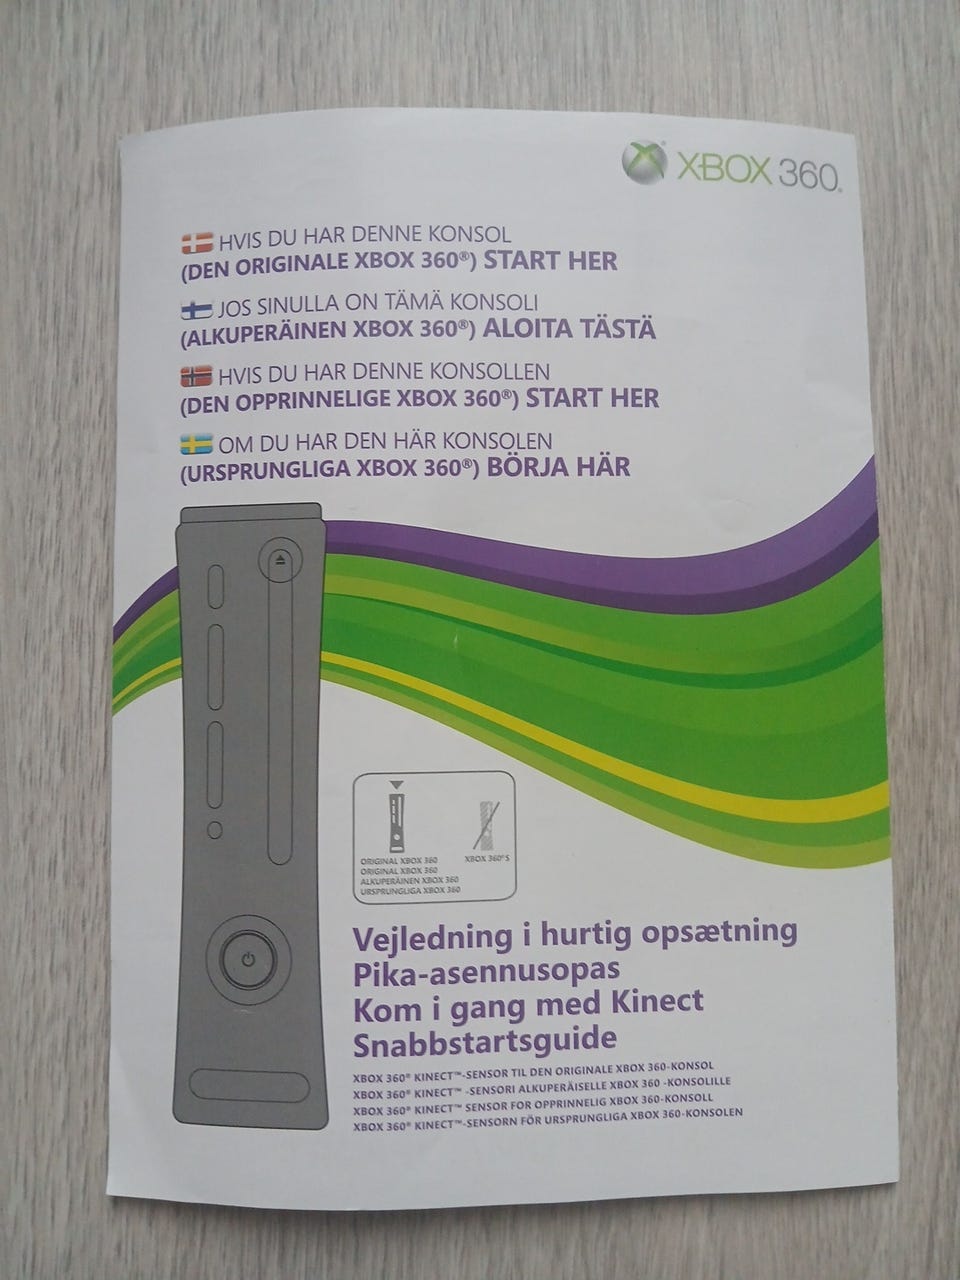 XBOX 360®
HVIS DU HAR DENNE KONSOL
(DEN ORIGINALE XBOX 360®) START HER
JOS SINULLA ON TÄMÄ KONSOLI
(ALKUPERÄINEN XBOX 360®) ALOITA TÄSTÄ
HVIS DU HAR DENNE KONSOLLEN
(DEN OPPRINNELIGE XBOX 360®) START HER
OM DU HAR DEN HÄR KONSOLEN
(URSPRUNGLIGA XBOX 360®) BÖRJA HÄR
ORIGINAL XBOX 360
ORIGINAL XBOX 360
ALKUPERÄINEN XBOX 360
URSPRUNGLIGA XBOX 360
XBOX 360® S
Vejledning i hurtig opsætning
Pika-asennusopas
Kom i gang med Kinect
Snabbstartsguide
XBOX 360® KINECT™-SENSOR TIL DEN ORIGINALE XBOX 360-KONSOL
XBOX 360® KINECT™ -SENSORI ALKUPERÄISELLE XBOX 360 -KONSOLILLE
XBOX 360® KINECT™ SENSOR FOR OPPRINNELIG XBOX 360-KONSOLL
XBOX 360® KINECT™-SENSORN FÖR URSPRUNGLIGA XBOX 360-KONSOLEN